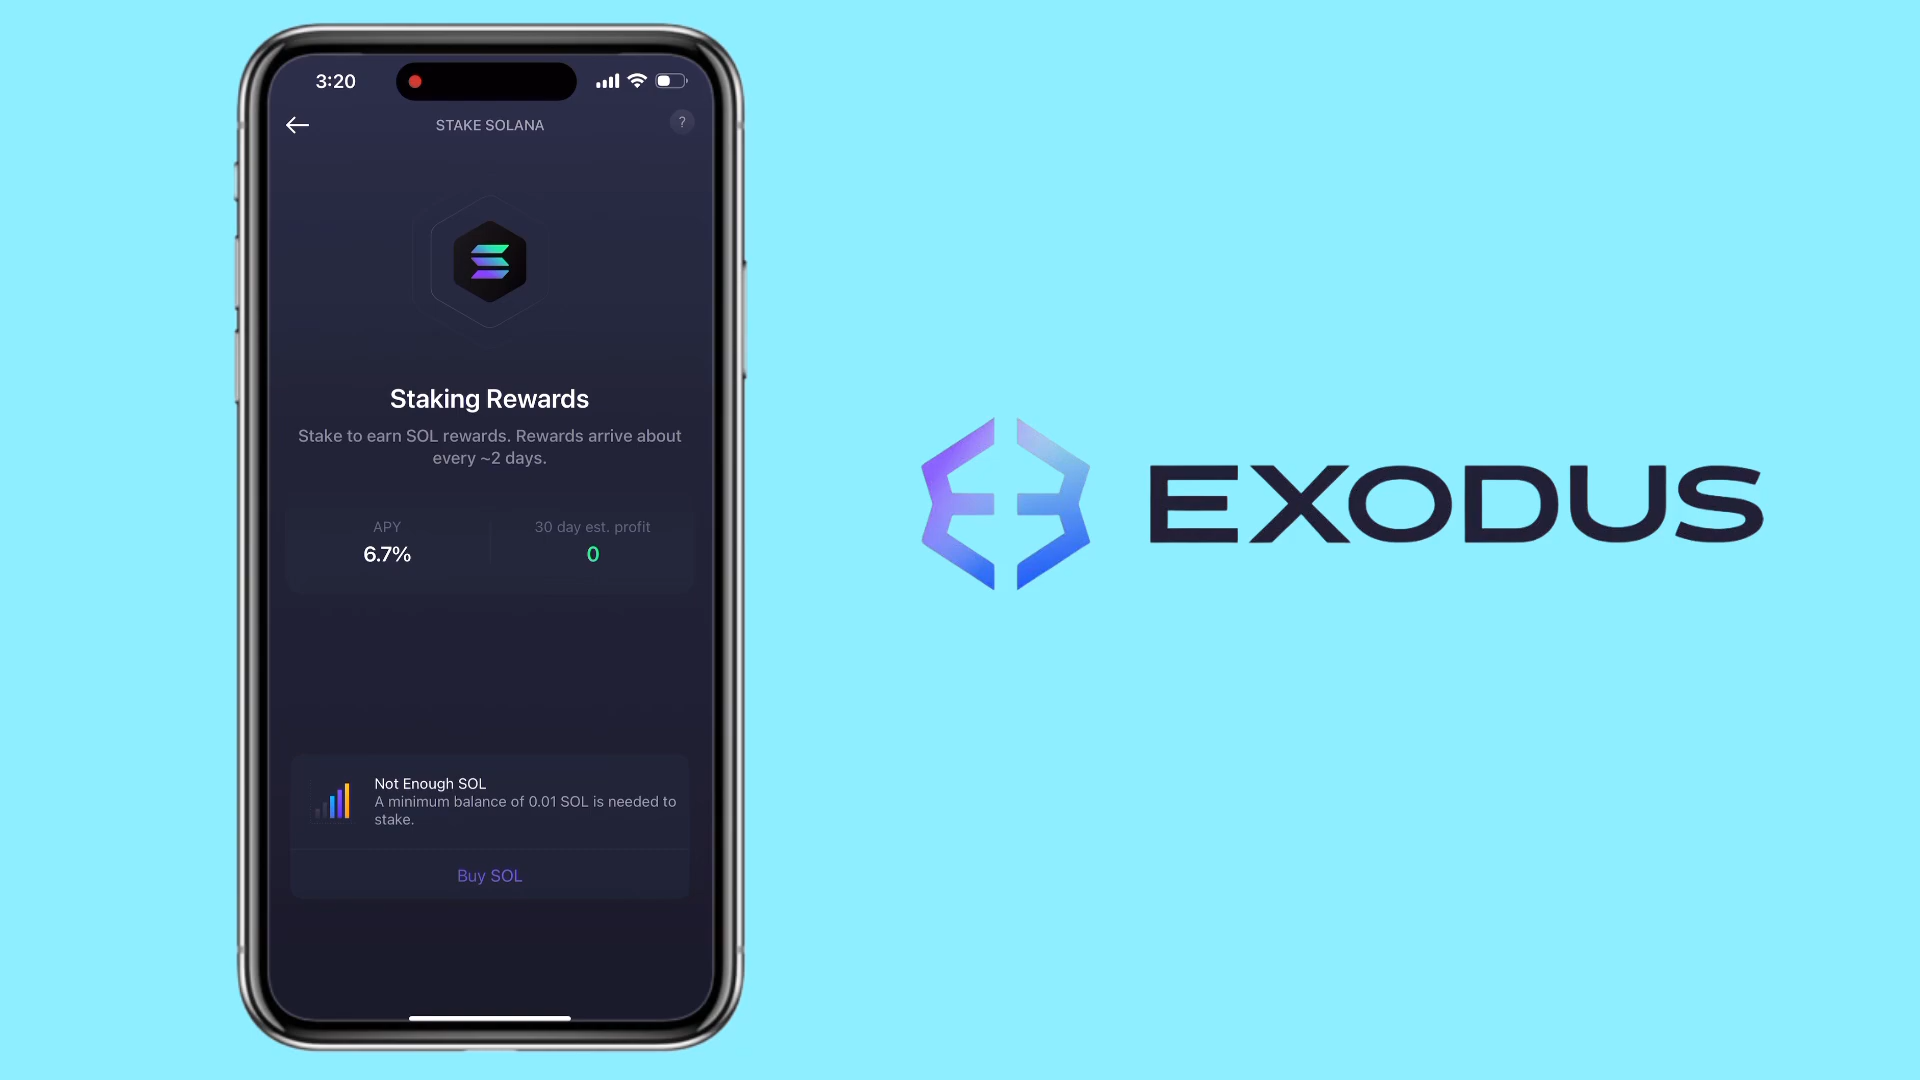 3:20
STAKE SOLANA
?
Staking Rewards
Stake to earn SOL rewards. Rewards arrive about
every ~2 days.
APY
30 day est. profit
6.7%
0
Not Enough SOL
A minimum balance of 0.01 SOL is needed to
stake.
Buy SOL
EXODUS